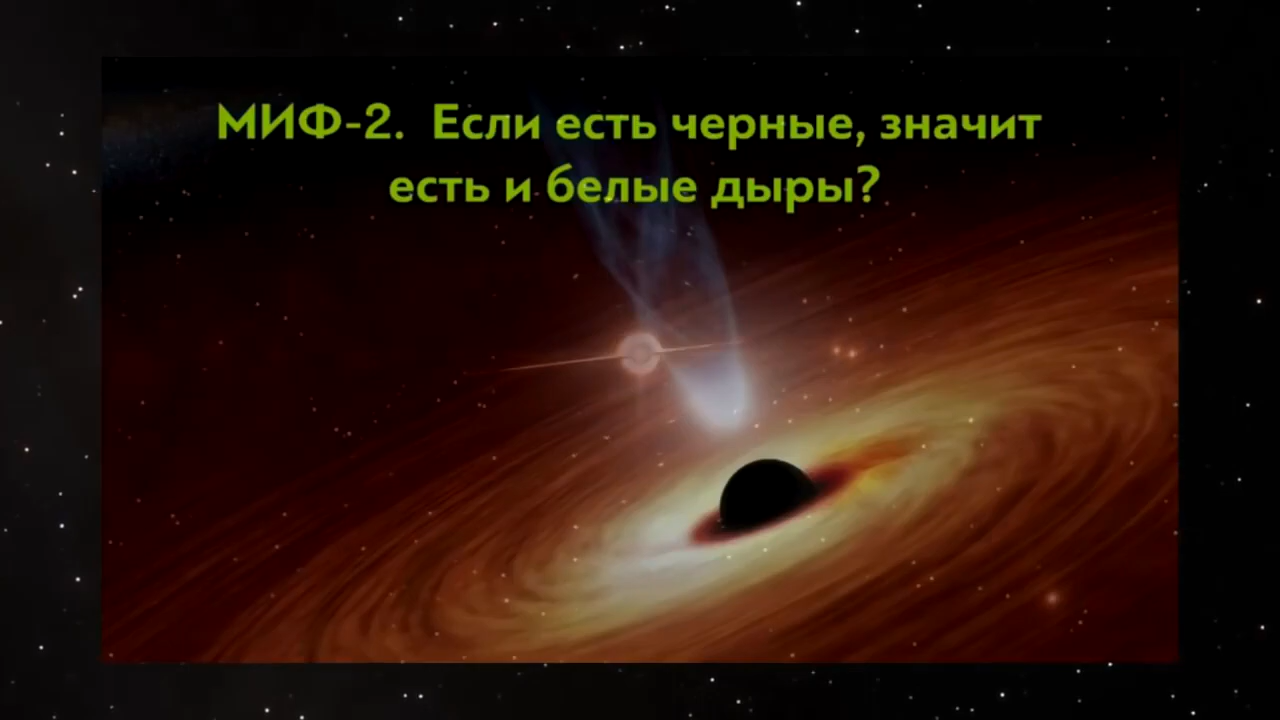 МИФ-2. Если есть черные, значит
есть и белые дыры?